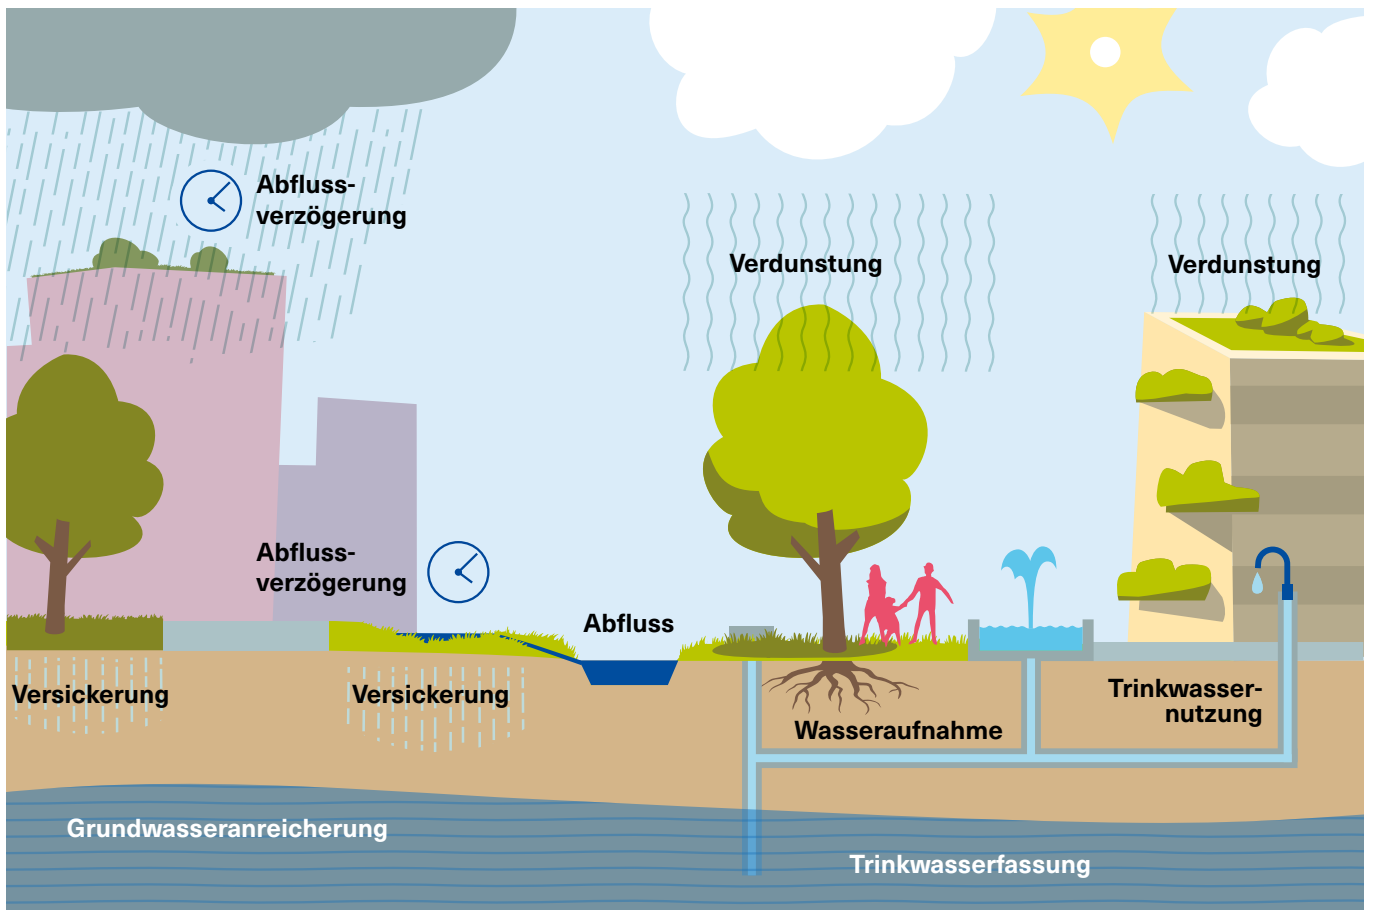 Abfluss-
verzögerung
Verdunstung
Verdunstung
Abfluss-
verzögerung
Abfluss
Versickerung
Versickerung
Wasseraufnahme
Trinkwasser-
nutzung
Grundwasseranreicherung
Trinkwasserfassung